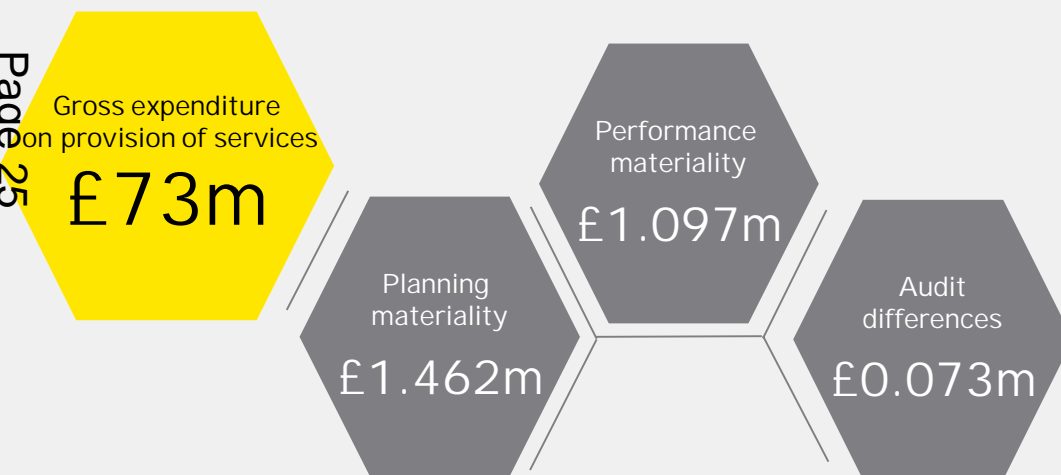 Page 25
Gross expenditure
on provision of services
£73m
Planning
materiality
£1.462m
Performance
materiality
£1.097m
Audit
differences
£0.073m